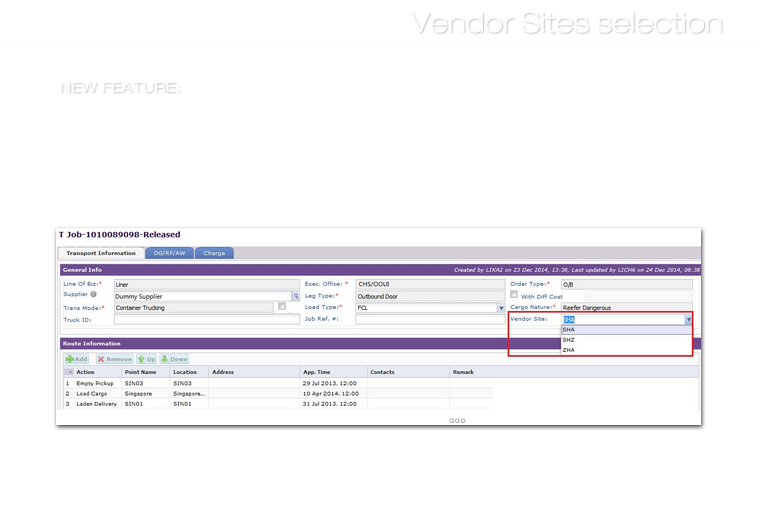 Vendor Sites selection
NEW FEATURE:
T Job-1010089098-Released
Transport Information DG/RF/AW Charge
General Info Created by LIKA2 on 23 Dec 2014, 13:38, Last updated by LICH6 on 24 Dec 2014, 08:38
Line Of Biz:* Liner Exec. Office: * CHS/OOUI Order Type:* O/B
Supplier Dummy Supplier Leg Type:* Outbound Door With Diff Cost
Trans Mode:* Container Trucking Load Type:* FCL Cargo Nature:* Reefer Dangerous
Truck ID: Job Ref. #: Vendor Site: SHA
SHA
SHZ
ZHA
Route Information
Add Remove Up Down
Action Point Name Location Address App. Time Contacts Remark
1 Empty Pickup SIN03 SIN03 29 Jul 2013, 12:00
2 Load Cargo Singapore Singapore... 10 Apr 2014, 12:00
3 Laden Delivery SIN01 SIN01 31 Jul 2013, 12:00